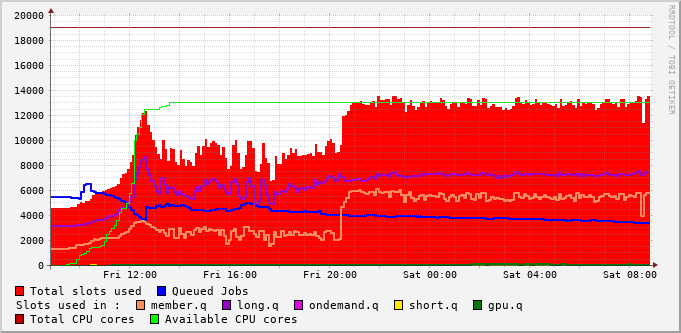 20000
18000
16000
14000
12000
10000
8000
6000
4000
2000
0
Fri 12:00 Fri 16:00 Fri 20:00 Sat 00:00 Sat 04:00 Sat 08:00
Total slots used Queued Jobs
Slots used in : member.q long.q ondemand.q short.q gpu.q
Total CPU cores Available CPU cores
RRDTOOL / TOBI OETIKER